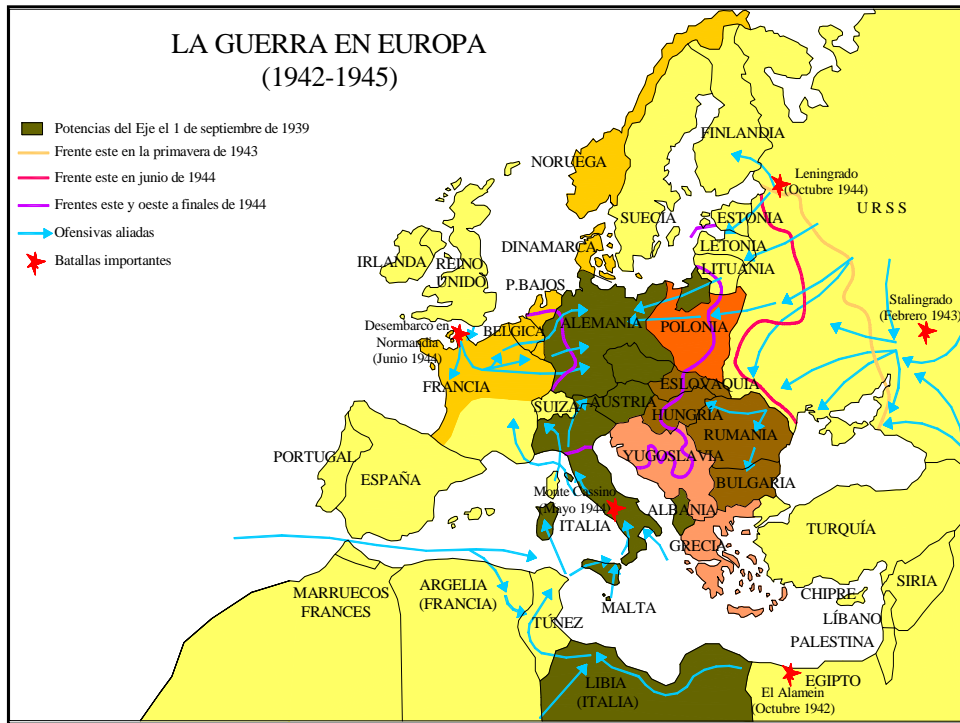 LA GUERRA EN EUROPA
(1942-1945)
Potencias del Eje el 1 de septiembre de 1939
Frente este en la primavera de 1943
Frente este en junio de 1944
Frentes este y oeste a finales de 1944
Ofensivas aliadas
Batallas importantes
FINLANDIA
NORUEGA
Leningrado
(Octubre 1944)
U R S S
SUECIA
ESTONIA
DINAMARCA
LETONIA
IRLANDA
REINO
UNIDO
LITUANIA
P.BAJOS
Stalingrado
(Febrero 1943)
Desembarco en
Normandía
(Junio 1944)
BELGICA
ALEMANIA
POLONIA
FRANCIA
ESLOVAQUIA
SUIZA
AUSTRIA
HUNGRIA
RUMANIA
PORTUGAL
ESPAÑA
YUGOSLAVIA
BULGARIA
Monte Cassino
(Mayo 1944)
ITALIA
ALBANIA
TURQUÍA
GRECIA
MARRUECOS
FRANCES
ARGELIA
(FRANCIA)
SIRIA
CHIPRE
MALTA
LÍBANO
TÚNEZ
PALESTINA
LIBIA
(ITALIA)
EGIPTO
El Alamein
(Octubre 1942)